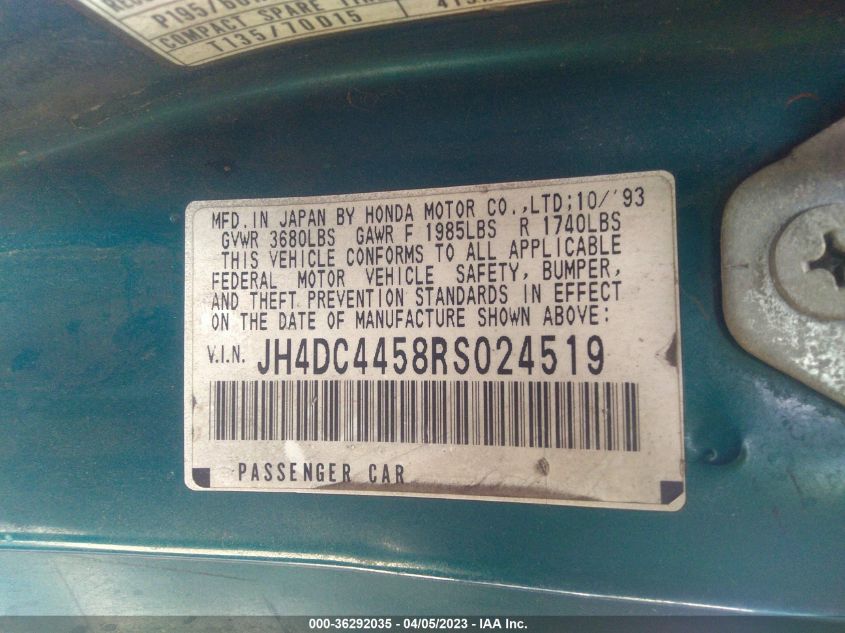 P195/60
COMPACT SPARE
T135/70D15
MFD. IN JAPAN BY HONDA MOTOR CO.,LTD;10/'93
GVWR 3680LBS GAWR F 1985LBS R 1740LBS
THIS VEHICLE CONFORMS TO ALL APPLICABLE
FEDERAL MOTOR VEHICLE SAFETY, BUMPER,
AND THEFT PREVENTION STANDARDS IN EFFECT
ON THE DATE OF MANUFACTURE SHOWN ABOVE:
V.I.N. JH4DC4458RS024519
PASSENGER CAR
000-36292035 - 04/05/2023 - IAA Inc.